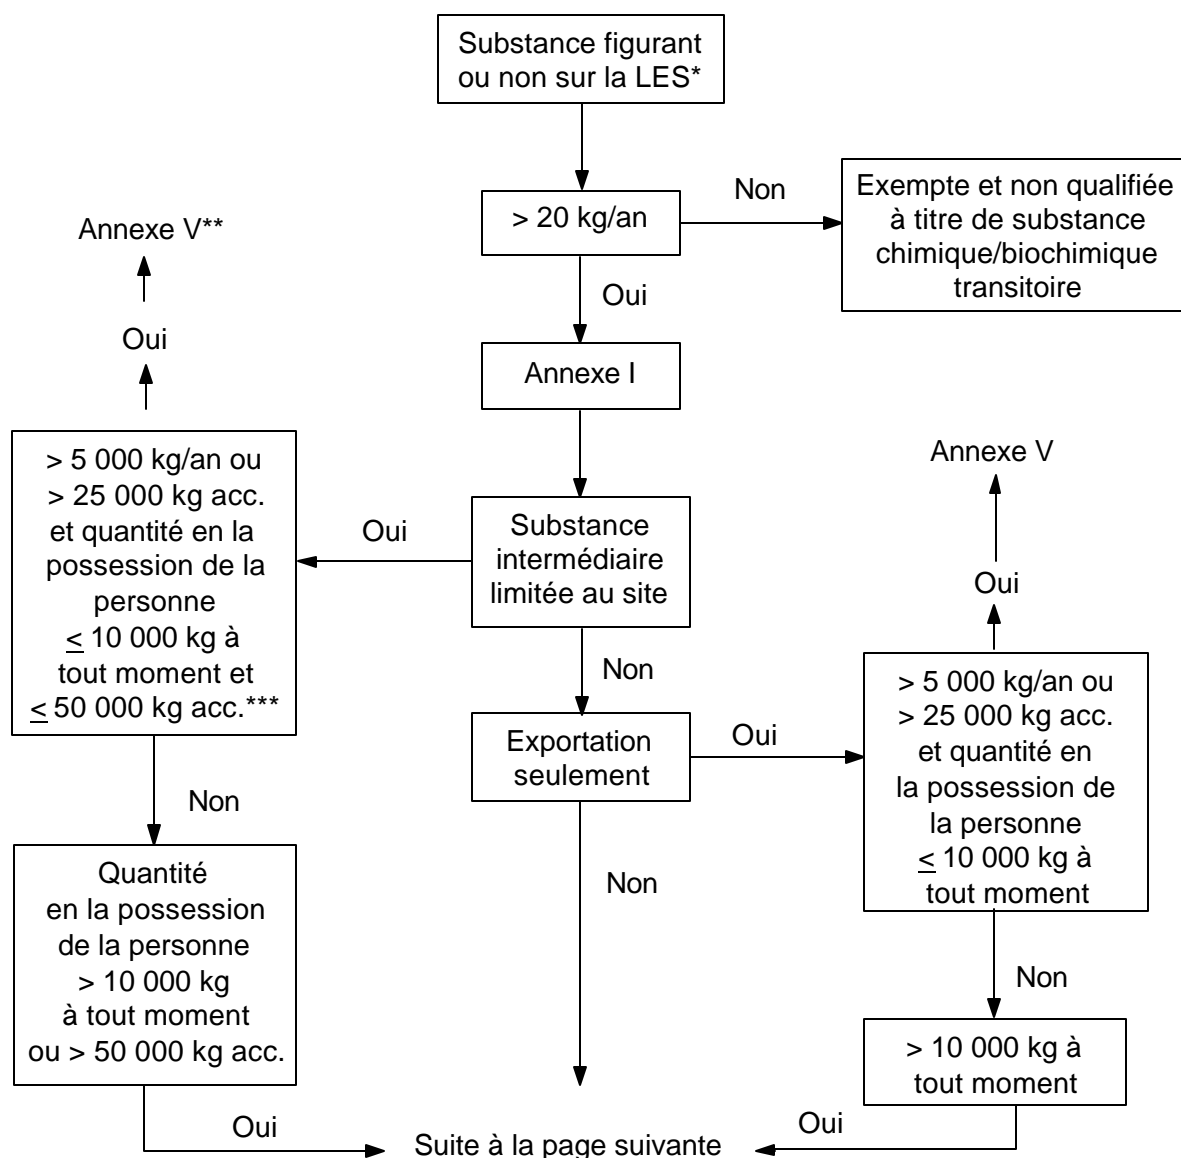 Substance figurant
ou non sur la LES*
> 20 kg/an
Non
Exempte et non qualifiée
à titre de substance
chimique/biochimique
transitoire
Oui
Annexe I
Annexe V**
Oui
> 5 000 kg/an ou
> 25 000 kg acc.
et quantité en la
possession de la
personne
< 10 000 kg à
tout moment et
< 50 000 kg acc.***
Oui
Substance
intermédiaire
limitée au site
Annexe V
Oui
Non
Exportation
seulement
Oui
> 5 000 kg/an ou
> 25 000 kg acc.
et quantité en
la possession de
la personne
< 10 000 kg à
tout moment
Non
Quantité
en la possession
de la personne
> 10 000 kg
à tout moment
ou > 50 000 kg acc.
Non
Non
> 10 000 kg à
tout moment
Oui
Suite à la page suivante
Oui